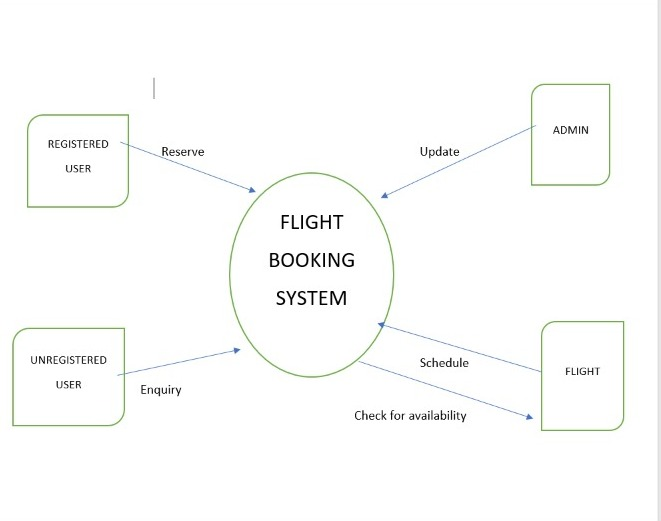 REGISTERED
USER
Reserve
Update
ADMIN
FLIGHT
BOOKING
SYSTEM
UNREGISTERED
USER
Enquiry
Schedule
Check for availability
FLIGHT